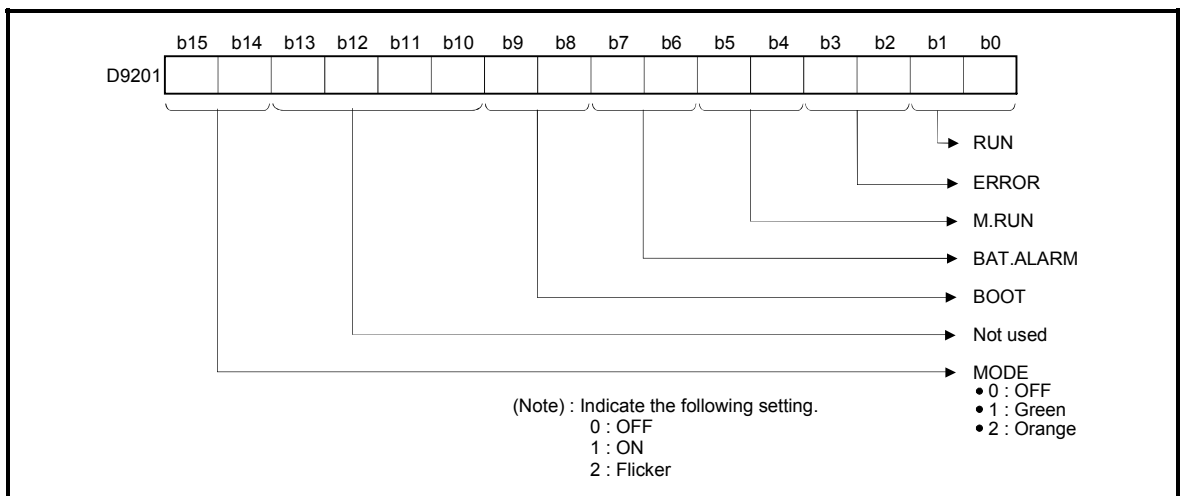 b15 b14 b13 b12 b11 b10 b9 b8 b7 b6 b5 b4 b3 b2 b1 b0
D9201
RUN
ERROR
M.RUN
BAT.ALARM
BOOT
Not used
MODE
• 0 : OFF
• 1 : Green
• 2 : Orange
(Note) : Indicate the following setting.
0 : OFF
1 : ON
2 : Flicker